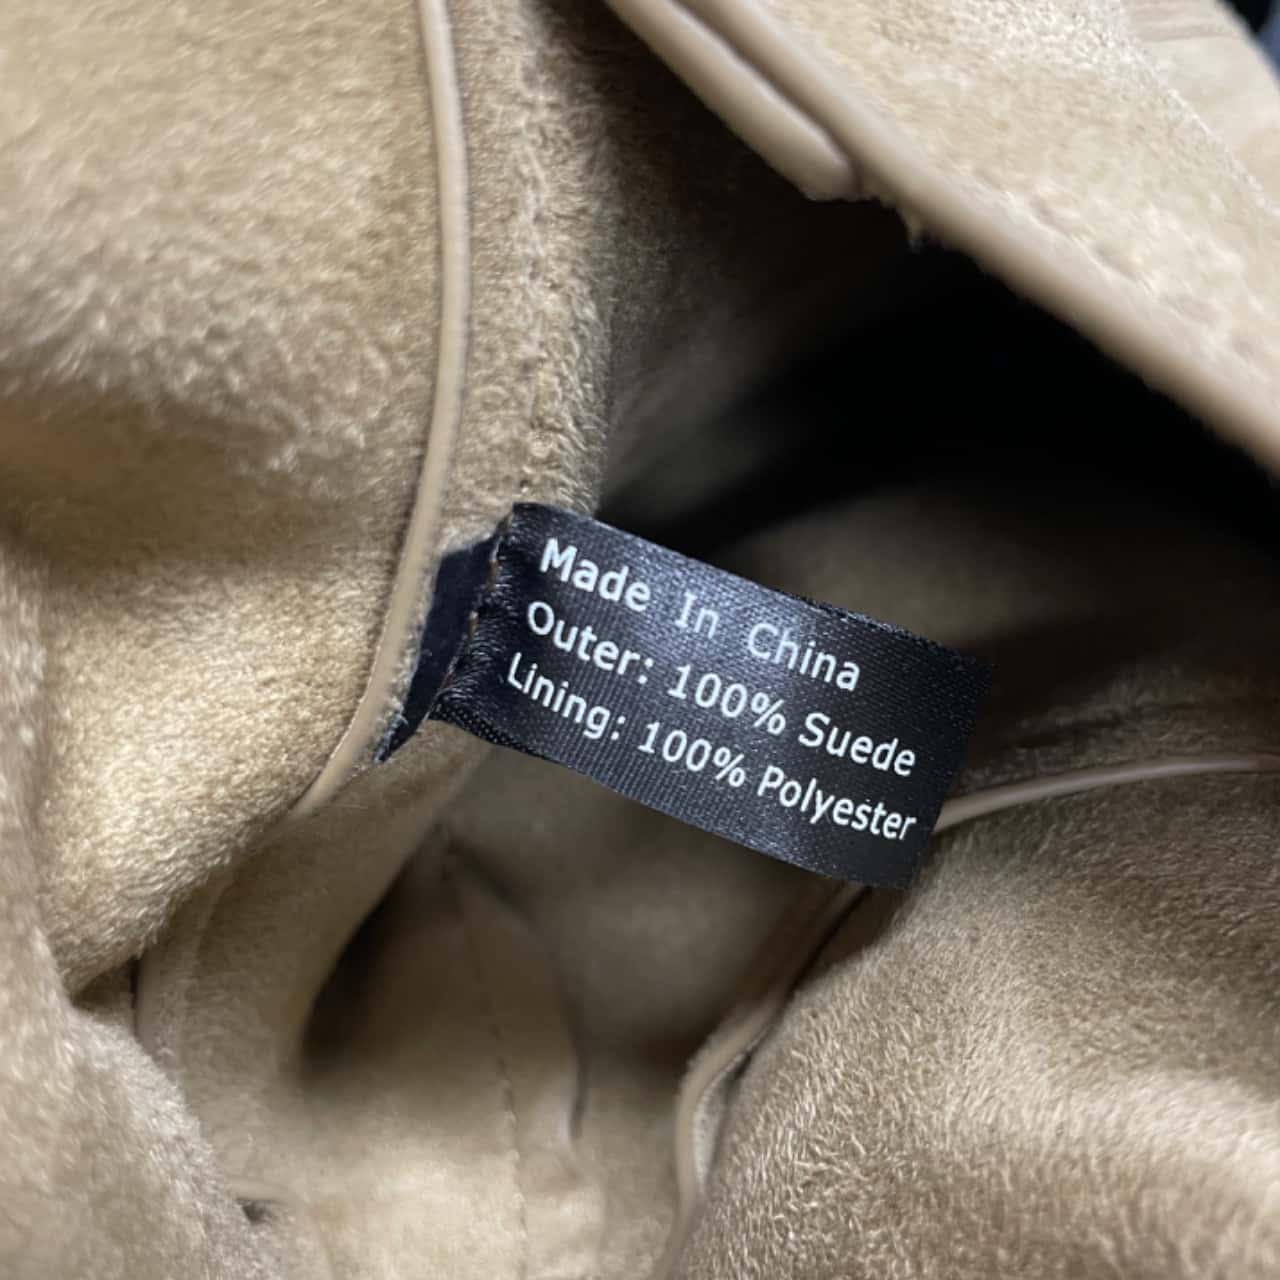 Made In China
Outer: 100% Suede
Lining: 100% Polyester